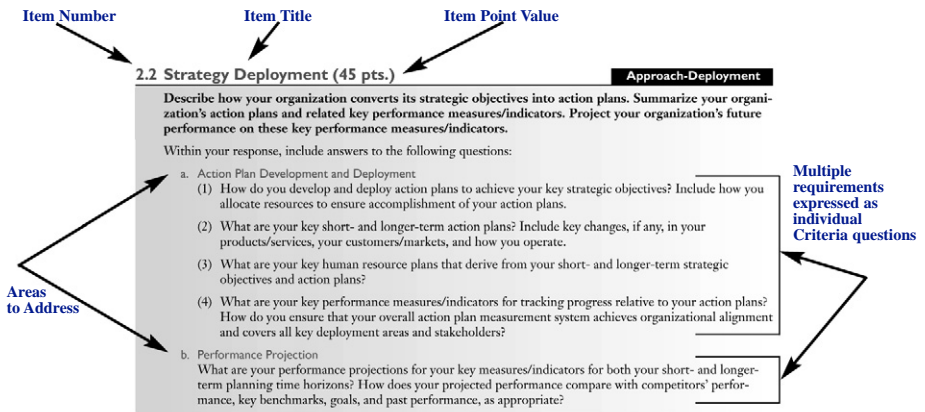 Item Number
Item Title
Item Point Value
2.2 Strategy Deployment (45 pts.)
Approach-Deployment
Describe how your organization converts its strategic objectives into action plans. Summarize your organi-
zation's action plans and related key performance measures/indicators. Project your organization's future
performance on these key performance measures/indicators.
Within your response, include answers to the following questions:
a. Action Plan Development and Deployment
(1) How do you develop and deploy action plans to achieve your key strategic objectives? Include how you
allocate resources to ensure accomplishment of your action plans.
(2) What are your key short- and longer-term action plans? Include key changes, if any, in your
products/services, your customers/markets, and how you operate.
(3) What are your key human resource plans that derive from your short- and longer-term strategic
objectives and action plans?
(4) What are your key performance measures/indicators for tracking progress relative to your action plans?
How do you ensure that your overall action plan measurement system achieves organizational alignment
and covers all key deployment areas and stakeholders?
b. Performance Projection
What are your performance projections for your key measures/indicators for both your short- and longer-
term planning time horizons? How does your projected performance compare with competitors' perfor-
mance, key benchmarks, goals, and past performance, as appropriate?
Areas
to Address
Multiple
requirements
expressed as
individual
Criteria questions